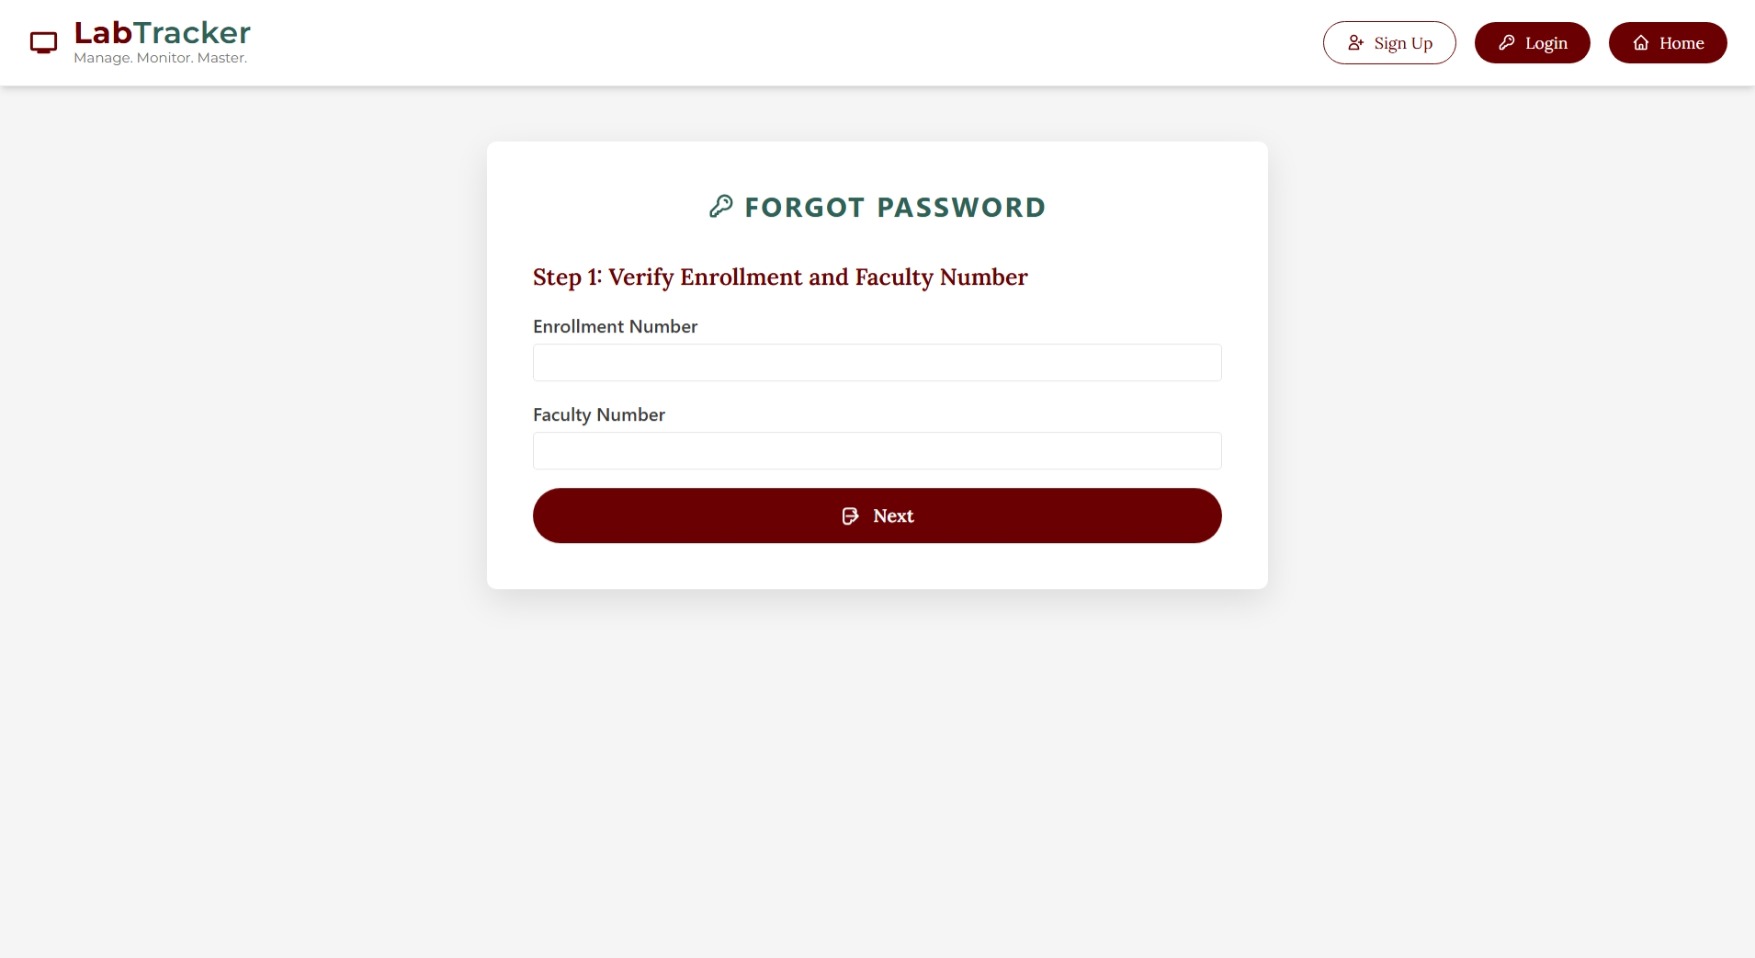 LabTracker
Manage. Monitor. Master.
Sign Up
Login
Home
FORGOT PASSWORD
Step 1: Verify Enrollment and Faculty Number
Enrollment Number
Faculty Number
Next